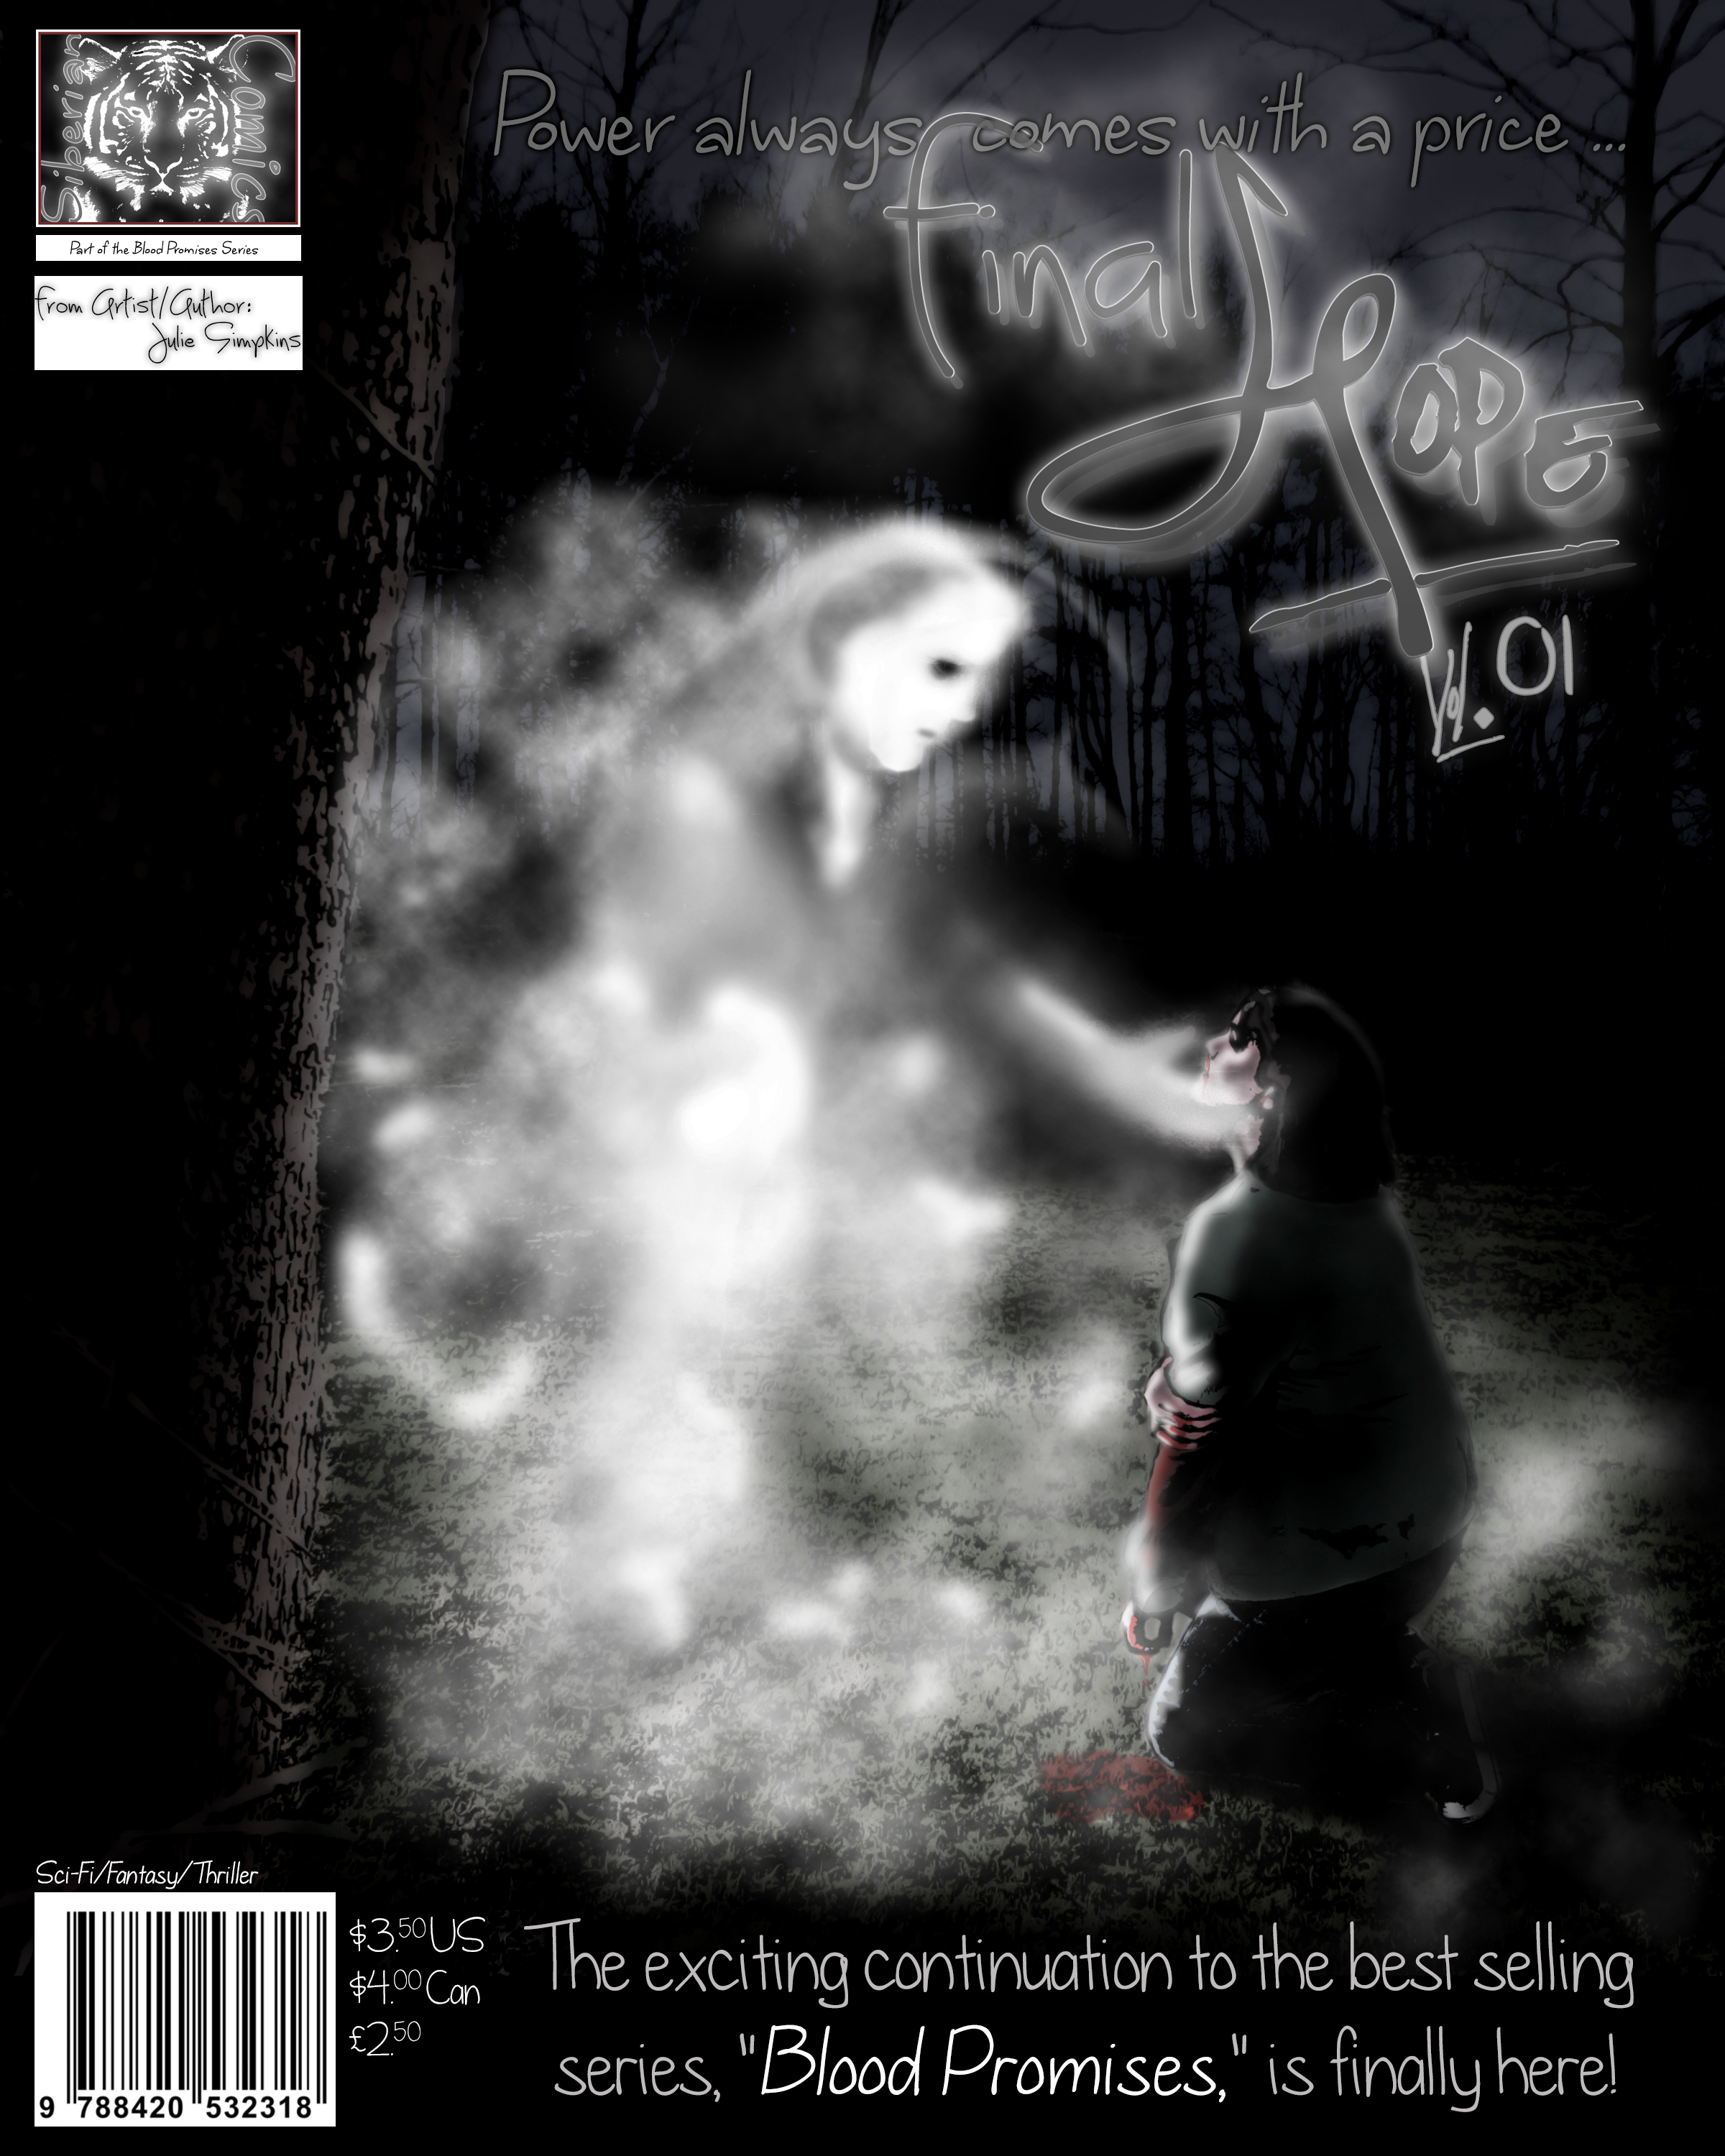 Siberian Comics
Part of the Blood Promises Series
from Artist/Author:
Julie Simpkins
Power always comes with a price ...
final
HOPE
Vol. 01
Sci-Fi/Fantasy/Thriller
9 788420 532318
$3.50 US
$4.00 Can
£2.50
The exciting continuation to the best selling
series, "Blood Promises," is finally here!